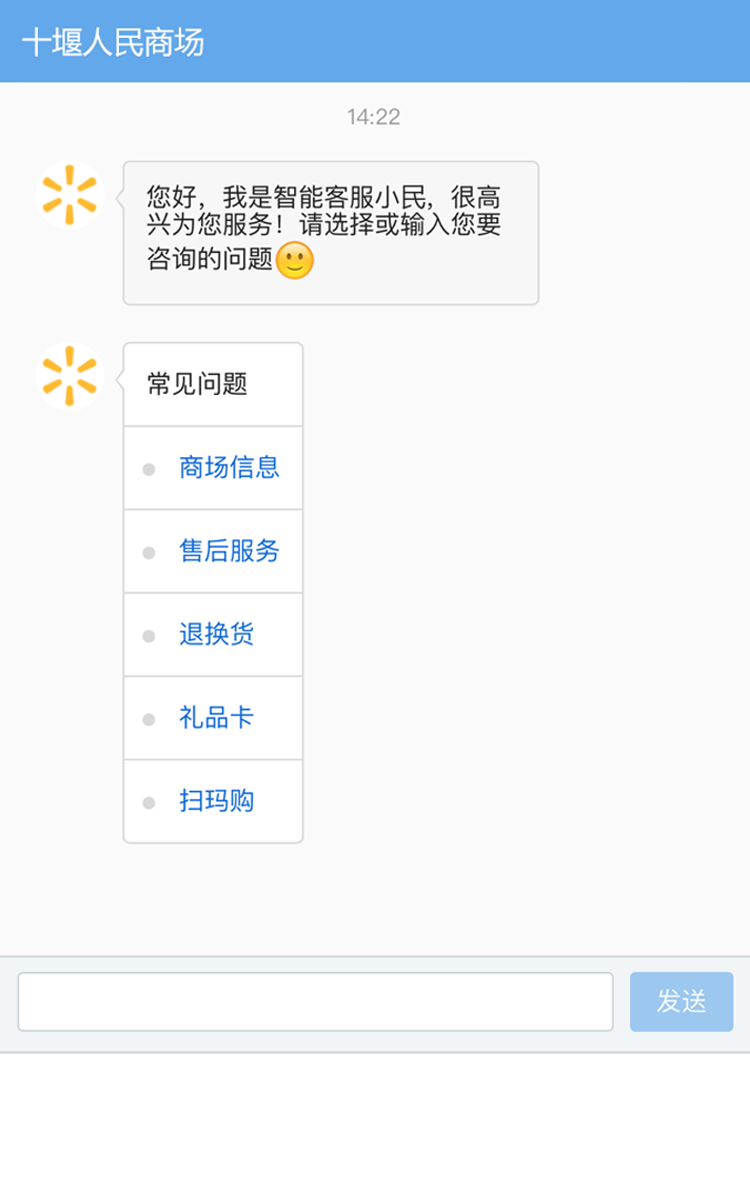 十堰人民商场
14:22
您好，我是智能客服小民，很高
兴为您服务！请选择或输入您要
咨询的问题
常见问题
商场信息
售后服务
退换货
礼品卡
扫玛购
发送